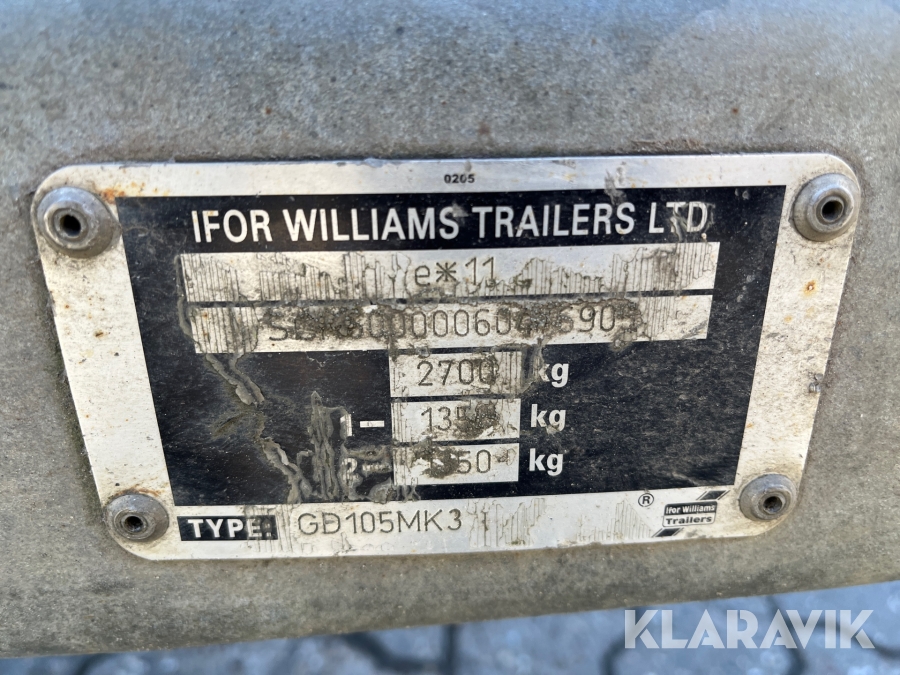 0205
IFOR WILLIAMS TRAILERS LTD
e*11
2700 kg
1- kg
kg
TYPE: GD105MK3
®
Ifor Williams
Trailers
KLARAVIK